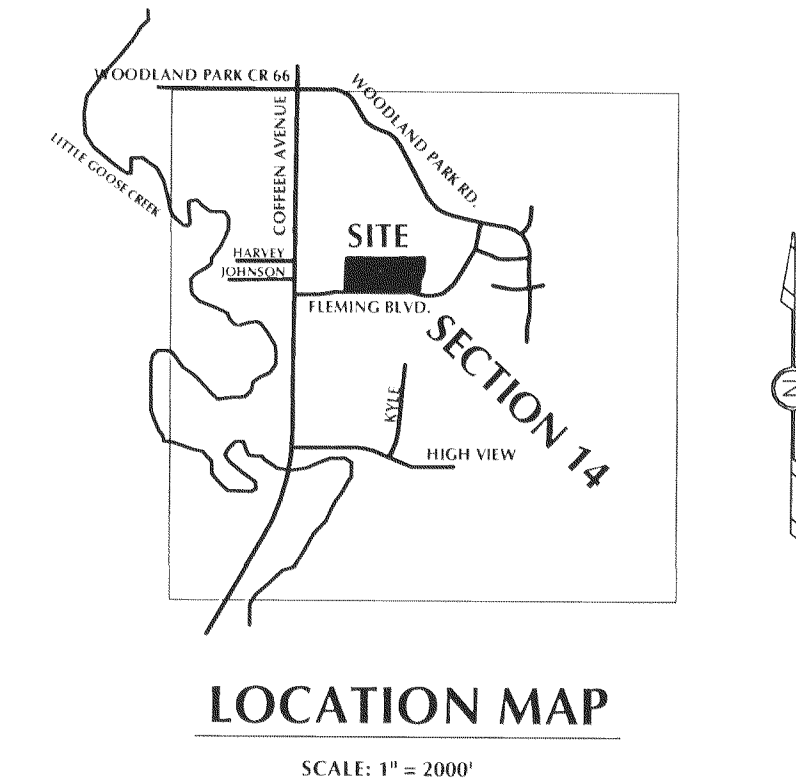 WOODLAND PARK CR 66
WOODLAND PARK RD.
COFFEEN AVENUE
LITTLE GOOSE CREEK
SITE
HARVEY
JOHNSON
FLEMING BLVD.
SECTION 14
KYLE
HIGH VIEW
N
LOCATION MAP
SCALE: 1" = 2000'